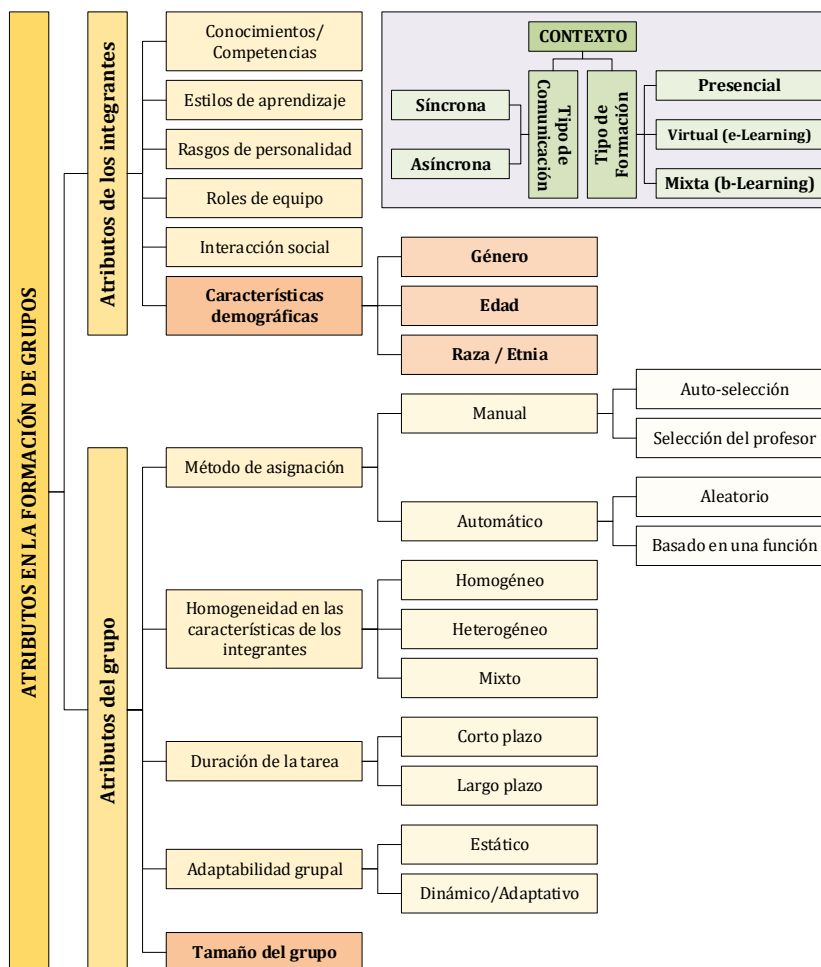 ATRIBUTOS EN LA FORMACIÓN DE GRUPOS
Atributos de los integrantes
Conocimientos/
Competencias
Estilos de aprendizaje
Rasgos de personalidad
Roles de equipo
Interacción social
Características
demográficas
Género
Edad
Raza / Etnia
CONTEXTO
Tipo de
Comunicación
Síncrona
Asíncrona
Tipo de
Formación
Presencial
Virtual (e-Learning)
Mixta (b-Learning)
Atributos del grupo
Método de asignación
Manual
Auto-selección
Selección del profesor
Automático
Aleatorio
Basado en una función
Homogeneidad en las
características de los
integrantes
Homogéneo
Heterogéneo
Mixto
Duración de la tarea
Corto plazo
Largo plazo
Adaptabilidad grupal
Estático
Dinámico/Adaptativo
Tamaño del grupo